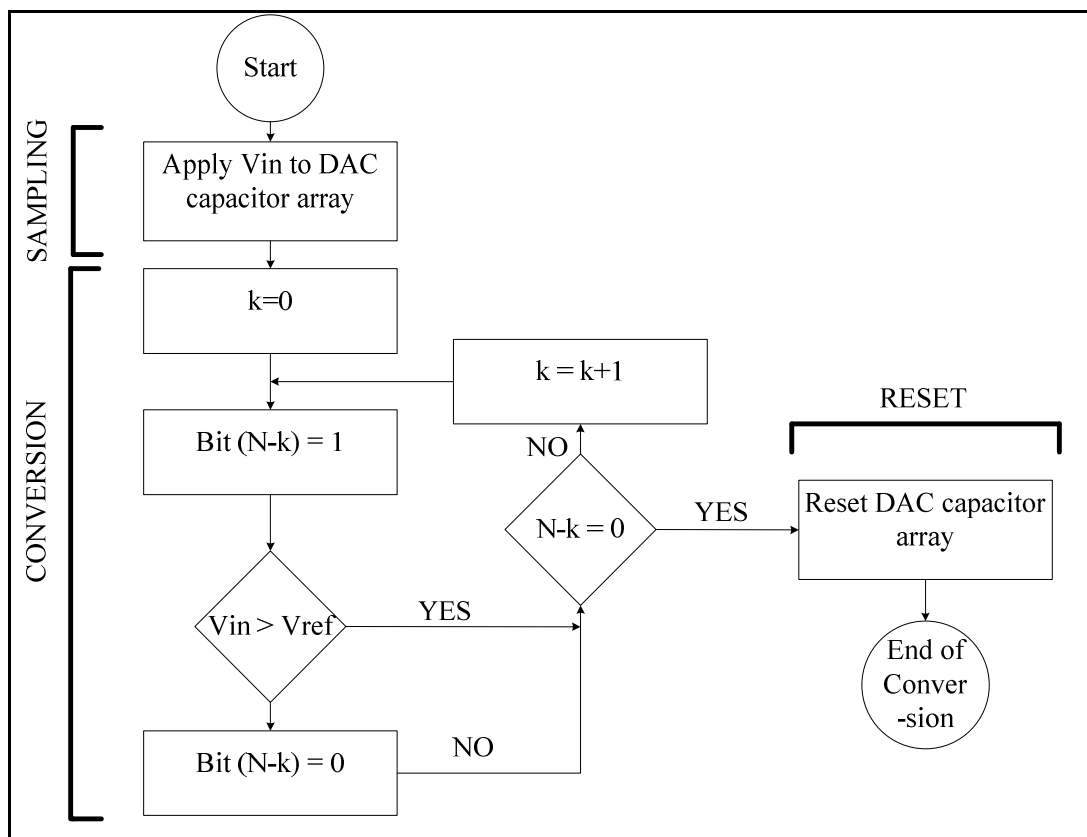 Start
SAMPLING
Apply Vin to DAC
capacitor array
CONVERSION
k=0
k = k+1
Bit (N-k) = 1
NO
N-k = 0
YES
RESET
Reset DAC capacitor
array
Vin > Vref
YES
Bit (N-k) = 0
NO
End of
Conver
-sion